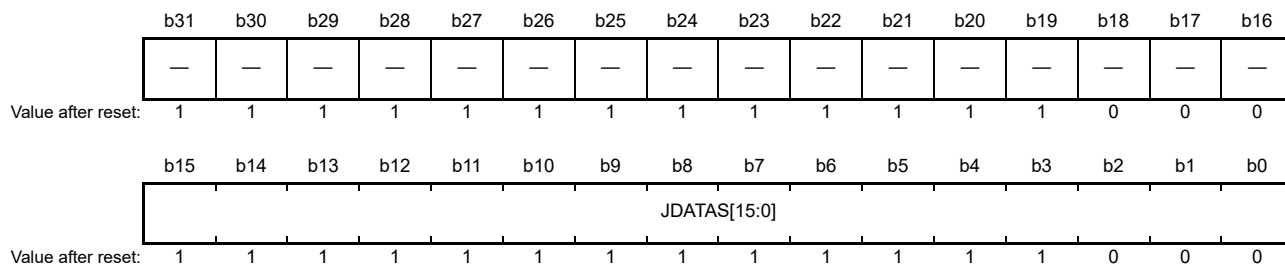 b31 b30 b29 b28 b27 b26 b25 b24 b23 b22 b21 b20 b19 b18 b17 b16
— — — — — — — — — — — — — — — —
Value after reset: 1 1 1 1 1 1 1 1 1 1 1 1 1 0 0 0
b15 b14 b13 b12 b11 b10 b9 b8 b7 b6 b5 b4 b3 b2 b1 b0
JDATAS[15:0]
Value after reset: 1 1 1 1 1 1 1 1 1 1 1 1 1 0 0 0